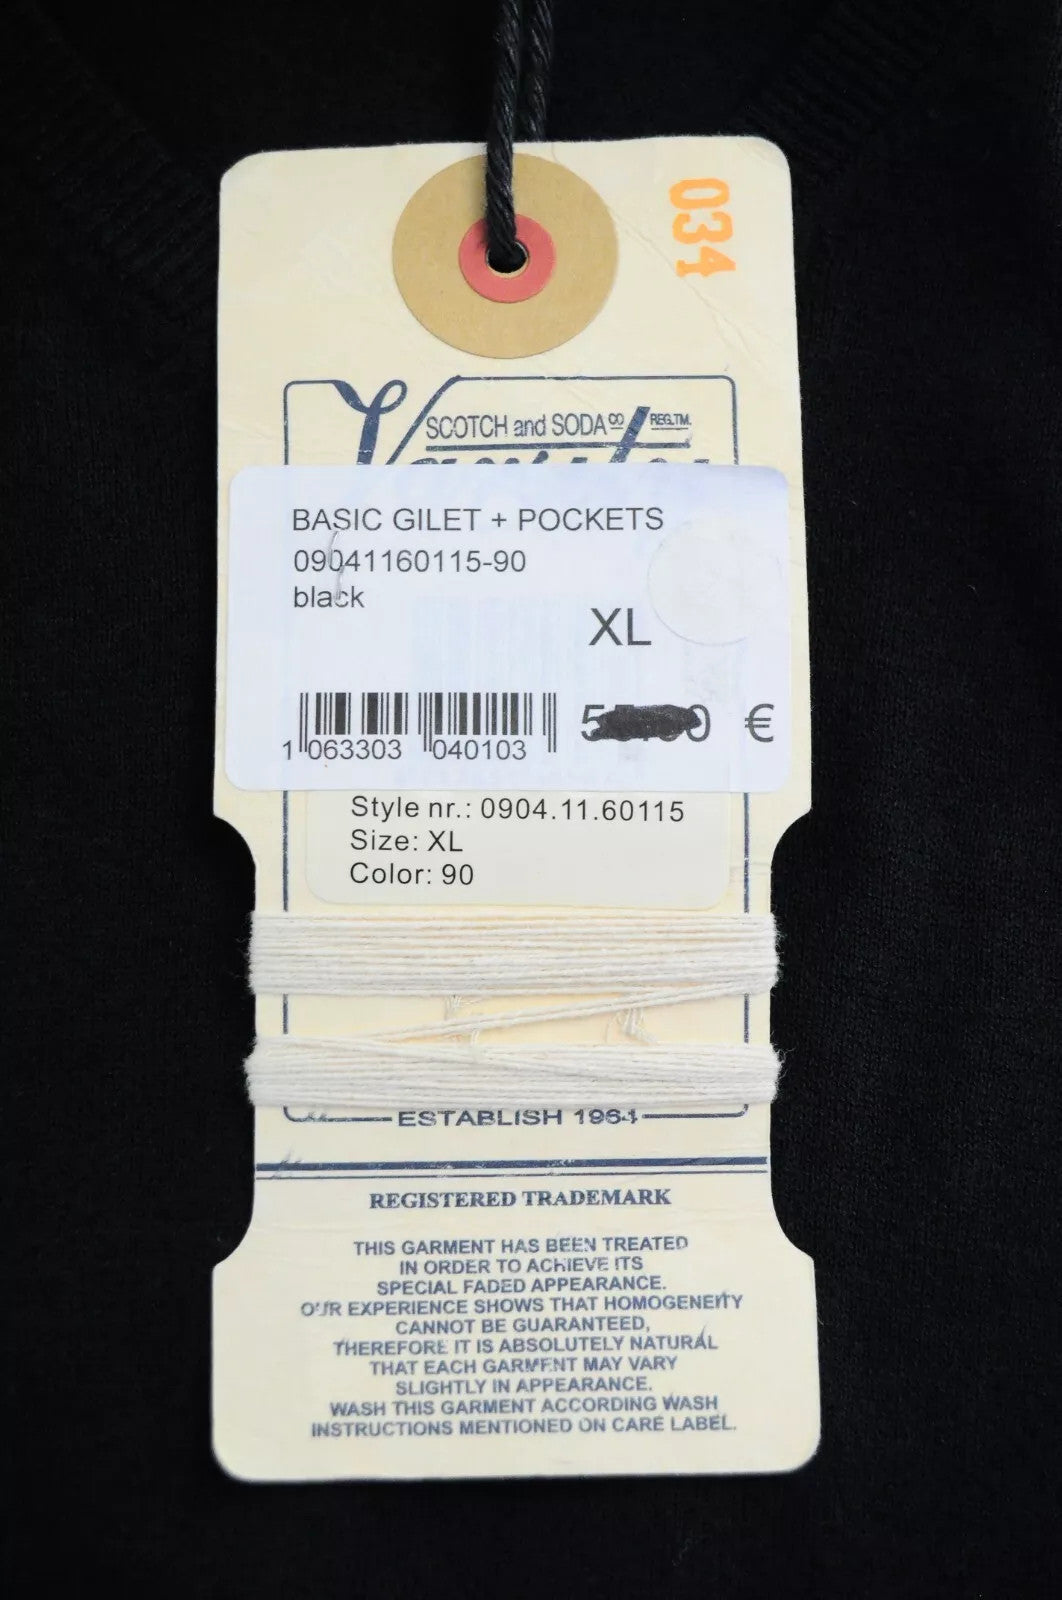 034
SCOTCH and SODA CO REG.TM.
BASIC GILET + POCKETS
09041160115-90
black
XL
1 063303 040103
€
Style nr.: 0904.11.60115
Size: XL
Color: 90
ESTABLISH 1964
REGISTERED TRADEMARK
THIS GARMENT HAS BEEN TREATED
IN ORDER TO ACHIEVE ITS
SPECIAL FADED APPEARANCE.
OUR EXPERIENCE SHOWS THAT HOMOGENEITY
CANNOT BE GUARANTEED,
THEREFORE IT IS ABSOLUTELY NATURAL
THAT EACH GARMENT MAY VARY
SLIGHTLY IN APPEARANCE.
WASH THIS GARMENT ACCORDING WASH
INSTRUCTIONS MENTIONED ON CARE LABEL.